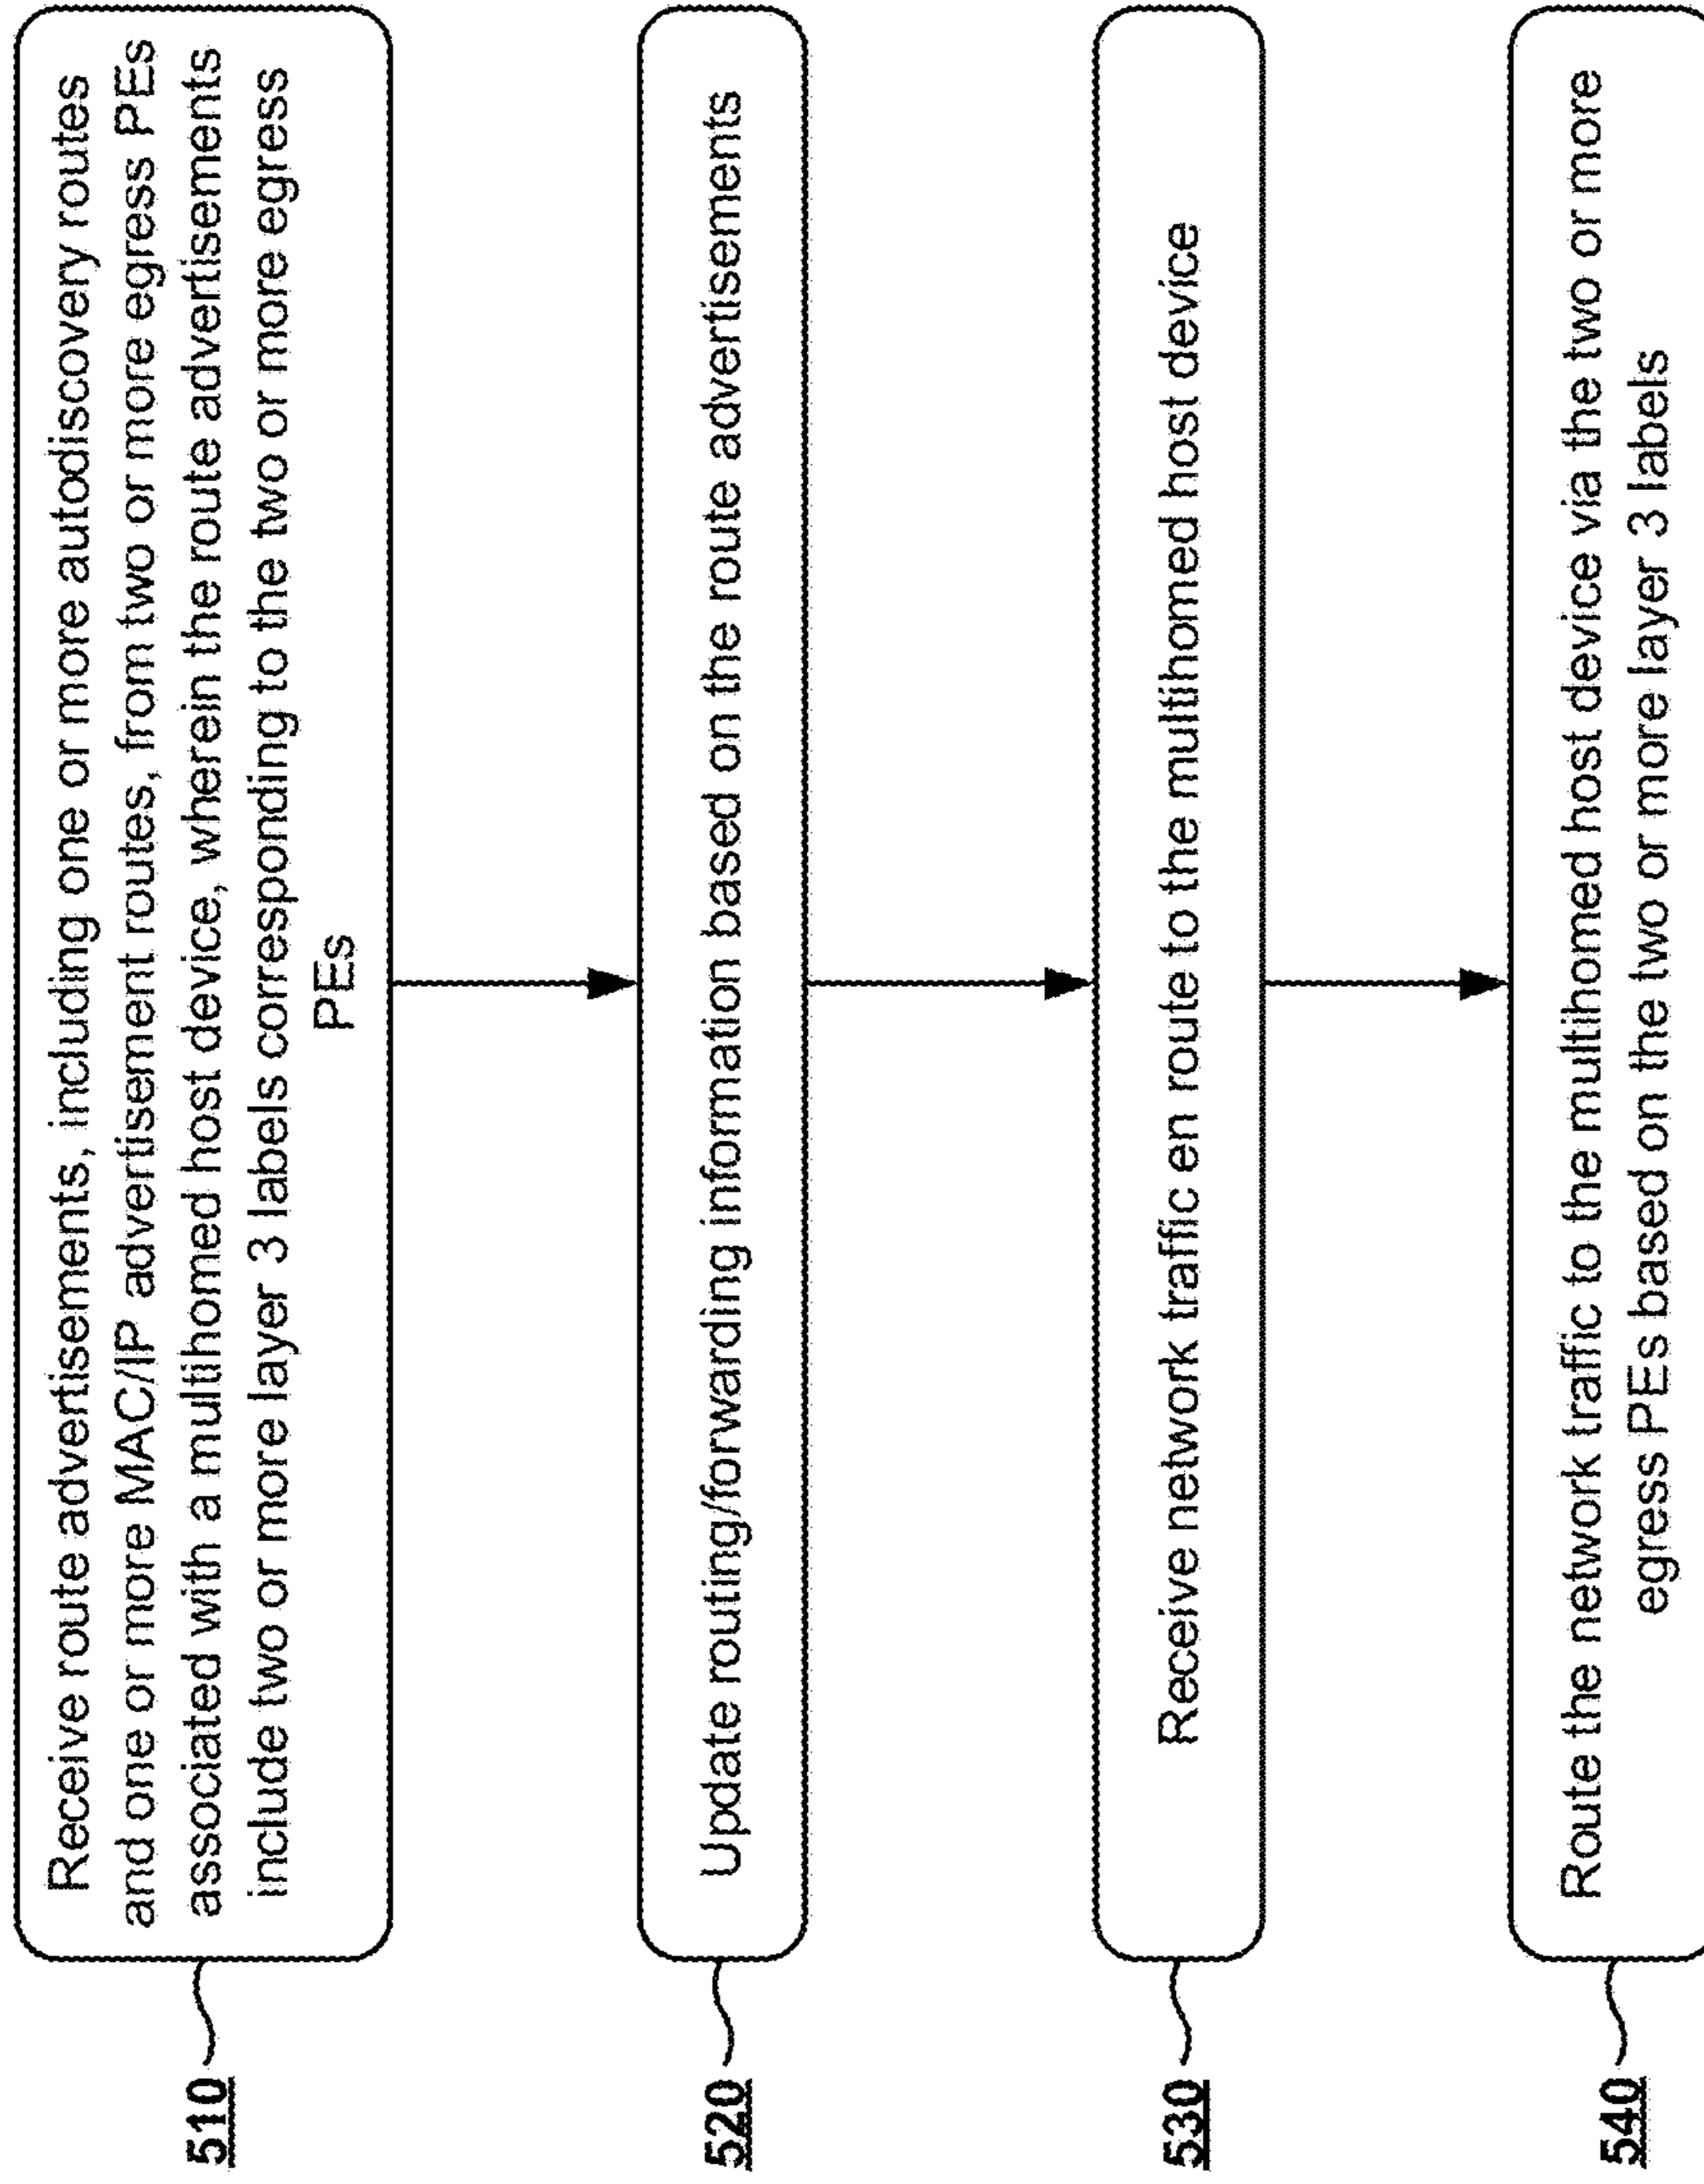 510
Receive route advertisements, including one or more autodiscovery routes
and one or more MAC/IP advertisement routes, from two or more egress PEs
associated with a multihomed host device, wherein the route advertisements
include two or more layer 3 labels corresponding to the two or more egress
PEs
520
Update routing/forwarding information based on the route advertisements
530
Receive network traffic en route to the multihomed host device
540
Route the network traffic to the multihomed host device via the two or more
egress PEs based on the two or more layer 3 labels